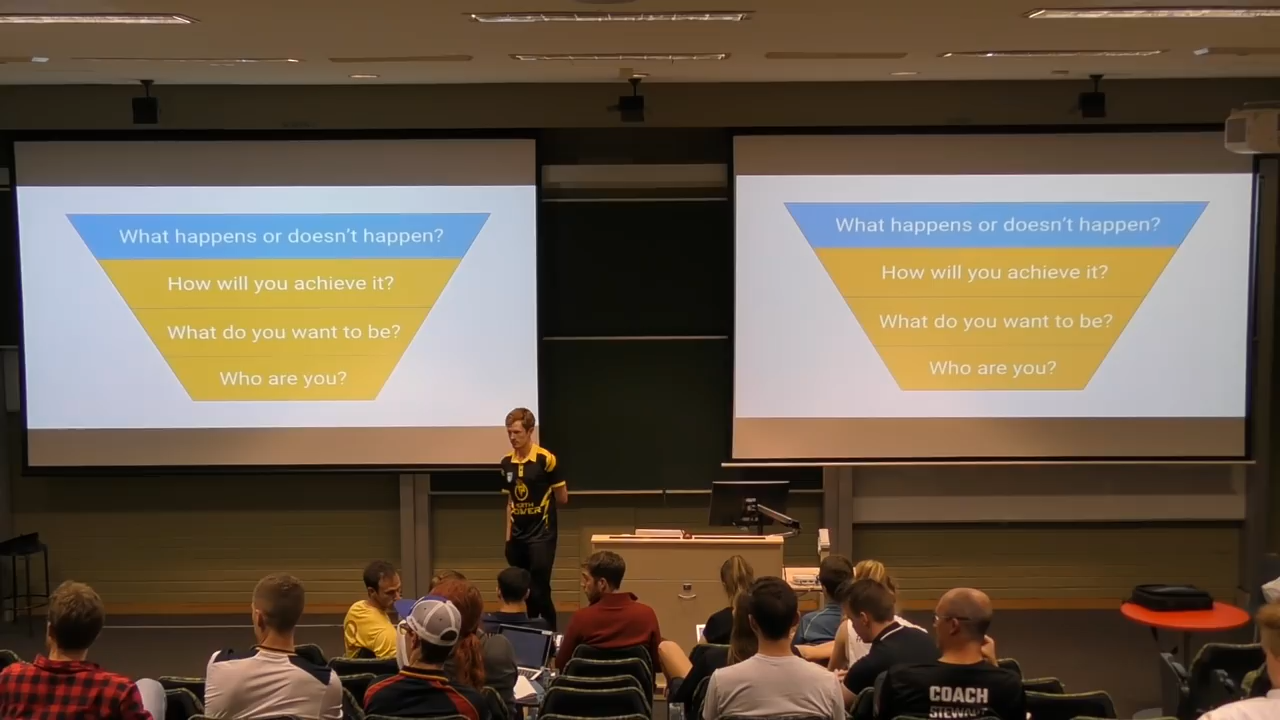 What happens or doesn't happen?
How will you achieve it?
What do you want to be?
Who are you?
What happens or doesn't happen?
How will you achieve it?
What do you want to be?
Who are you?
COACH
STEWART